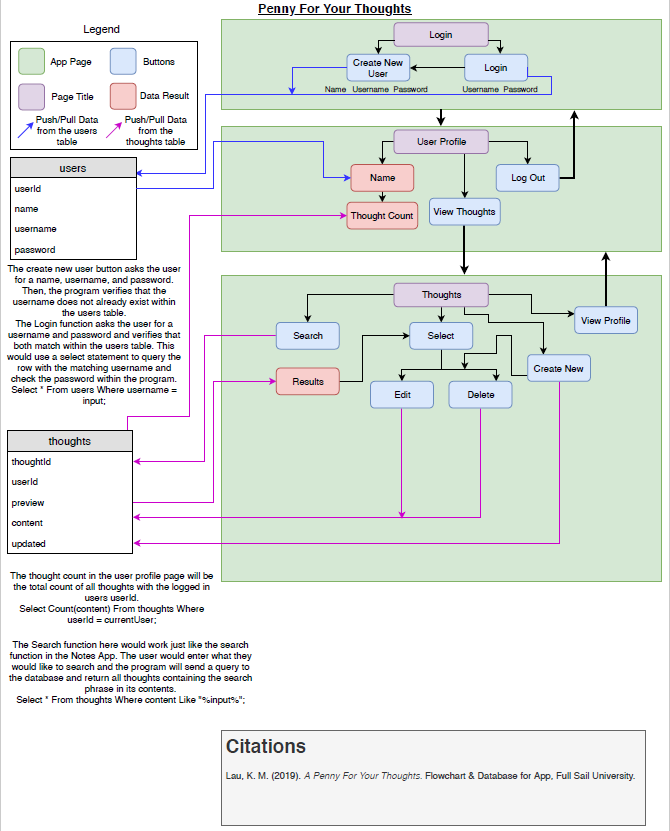 Penny For Your Thoughts
Legend
App Page
Buttons
Page Title
Data Result
Push/Pull Data
from the users
table
Push/Pull Data
from the
thoughts table
users
userId
name
username
password
The create new user button asks the user
for a name, username, and password.
Then, the program verifies that the
username does not already exist within
the users table.
The Login function asks the user for a
username and password and verifies that
both match within the users table. This
would use a select statement to query the
row with the matching username and
check the password within the program.
Select * From users Where username =
input;
thoughts
thoughtId
userId
preview
content
updated
The thought count in the user profile page will be
the total count of all thoughts with the logged in
users userId.
Select Count(content) From thoughts Where
userId = currentUser;
The Search function here would work just like the search
function in the Notes App. The user would enter what they
would like to search and the program will send a query to
the database and return all thoughts containing the search
phrase in its contents.
Select * From thoughts Where content Like "%input%";
Login
Create New
User
Login
Name Username Password
Username Password
User Profile
Name
Log Out
Thought Count
View Thoughts
Thoughts
View Profile
Search
Select
Results
Create New
Edit
Delete
Citations
Lau, K. M. (2019). A Penny For Your Thoughts. Flowchart & Database for App, Full Sail University.